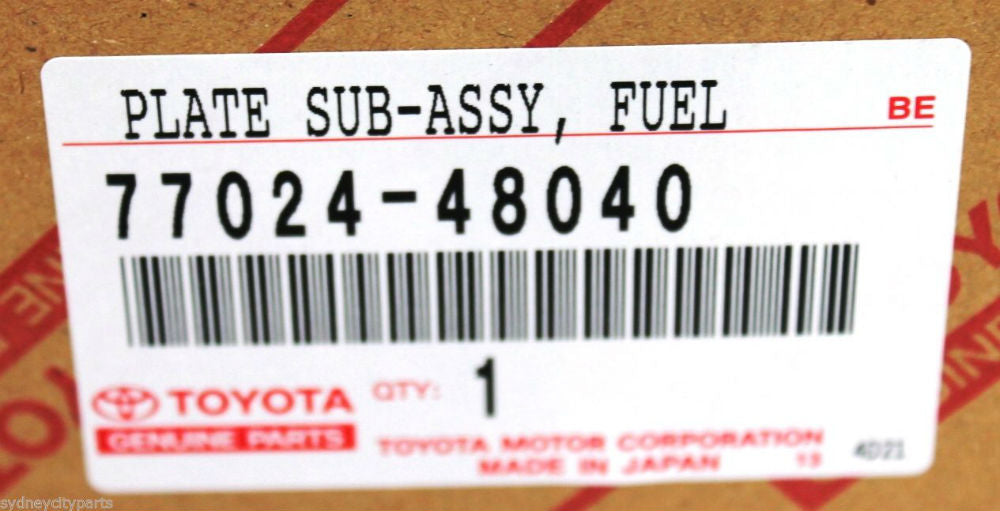 PLATE SUB-ASSY, FUEL BE
77024-48040
TOYOTA QTY: 1
GENUINE PARTS
TOYOTA MOTOR CORPORATION
MADE IN JAPAN 13 4D21
sydneycityparts